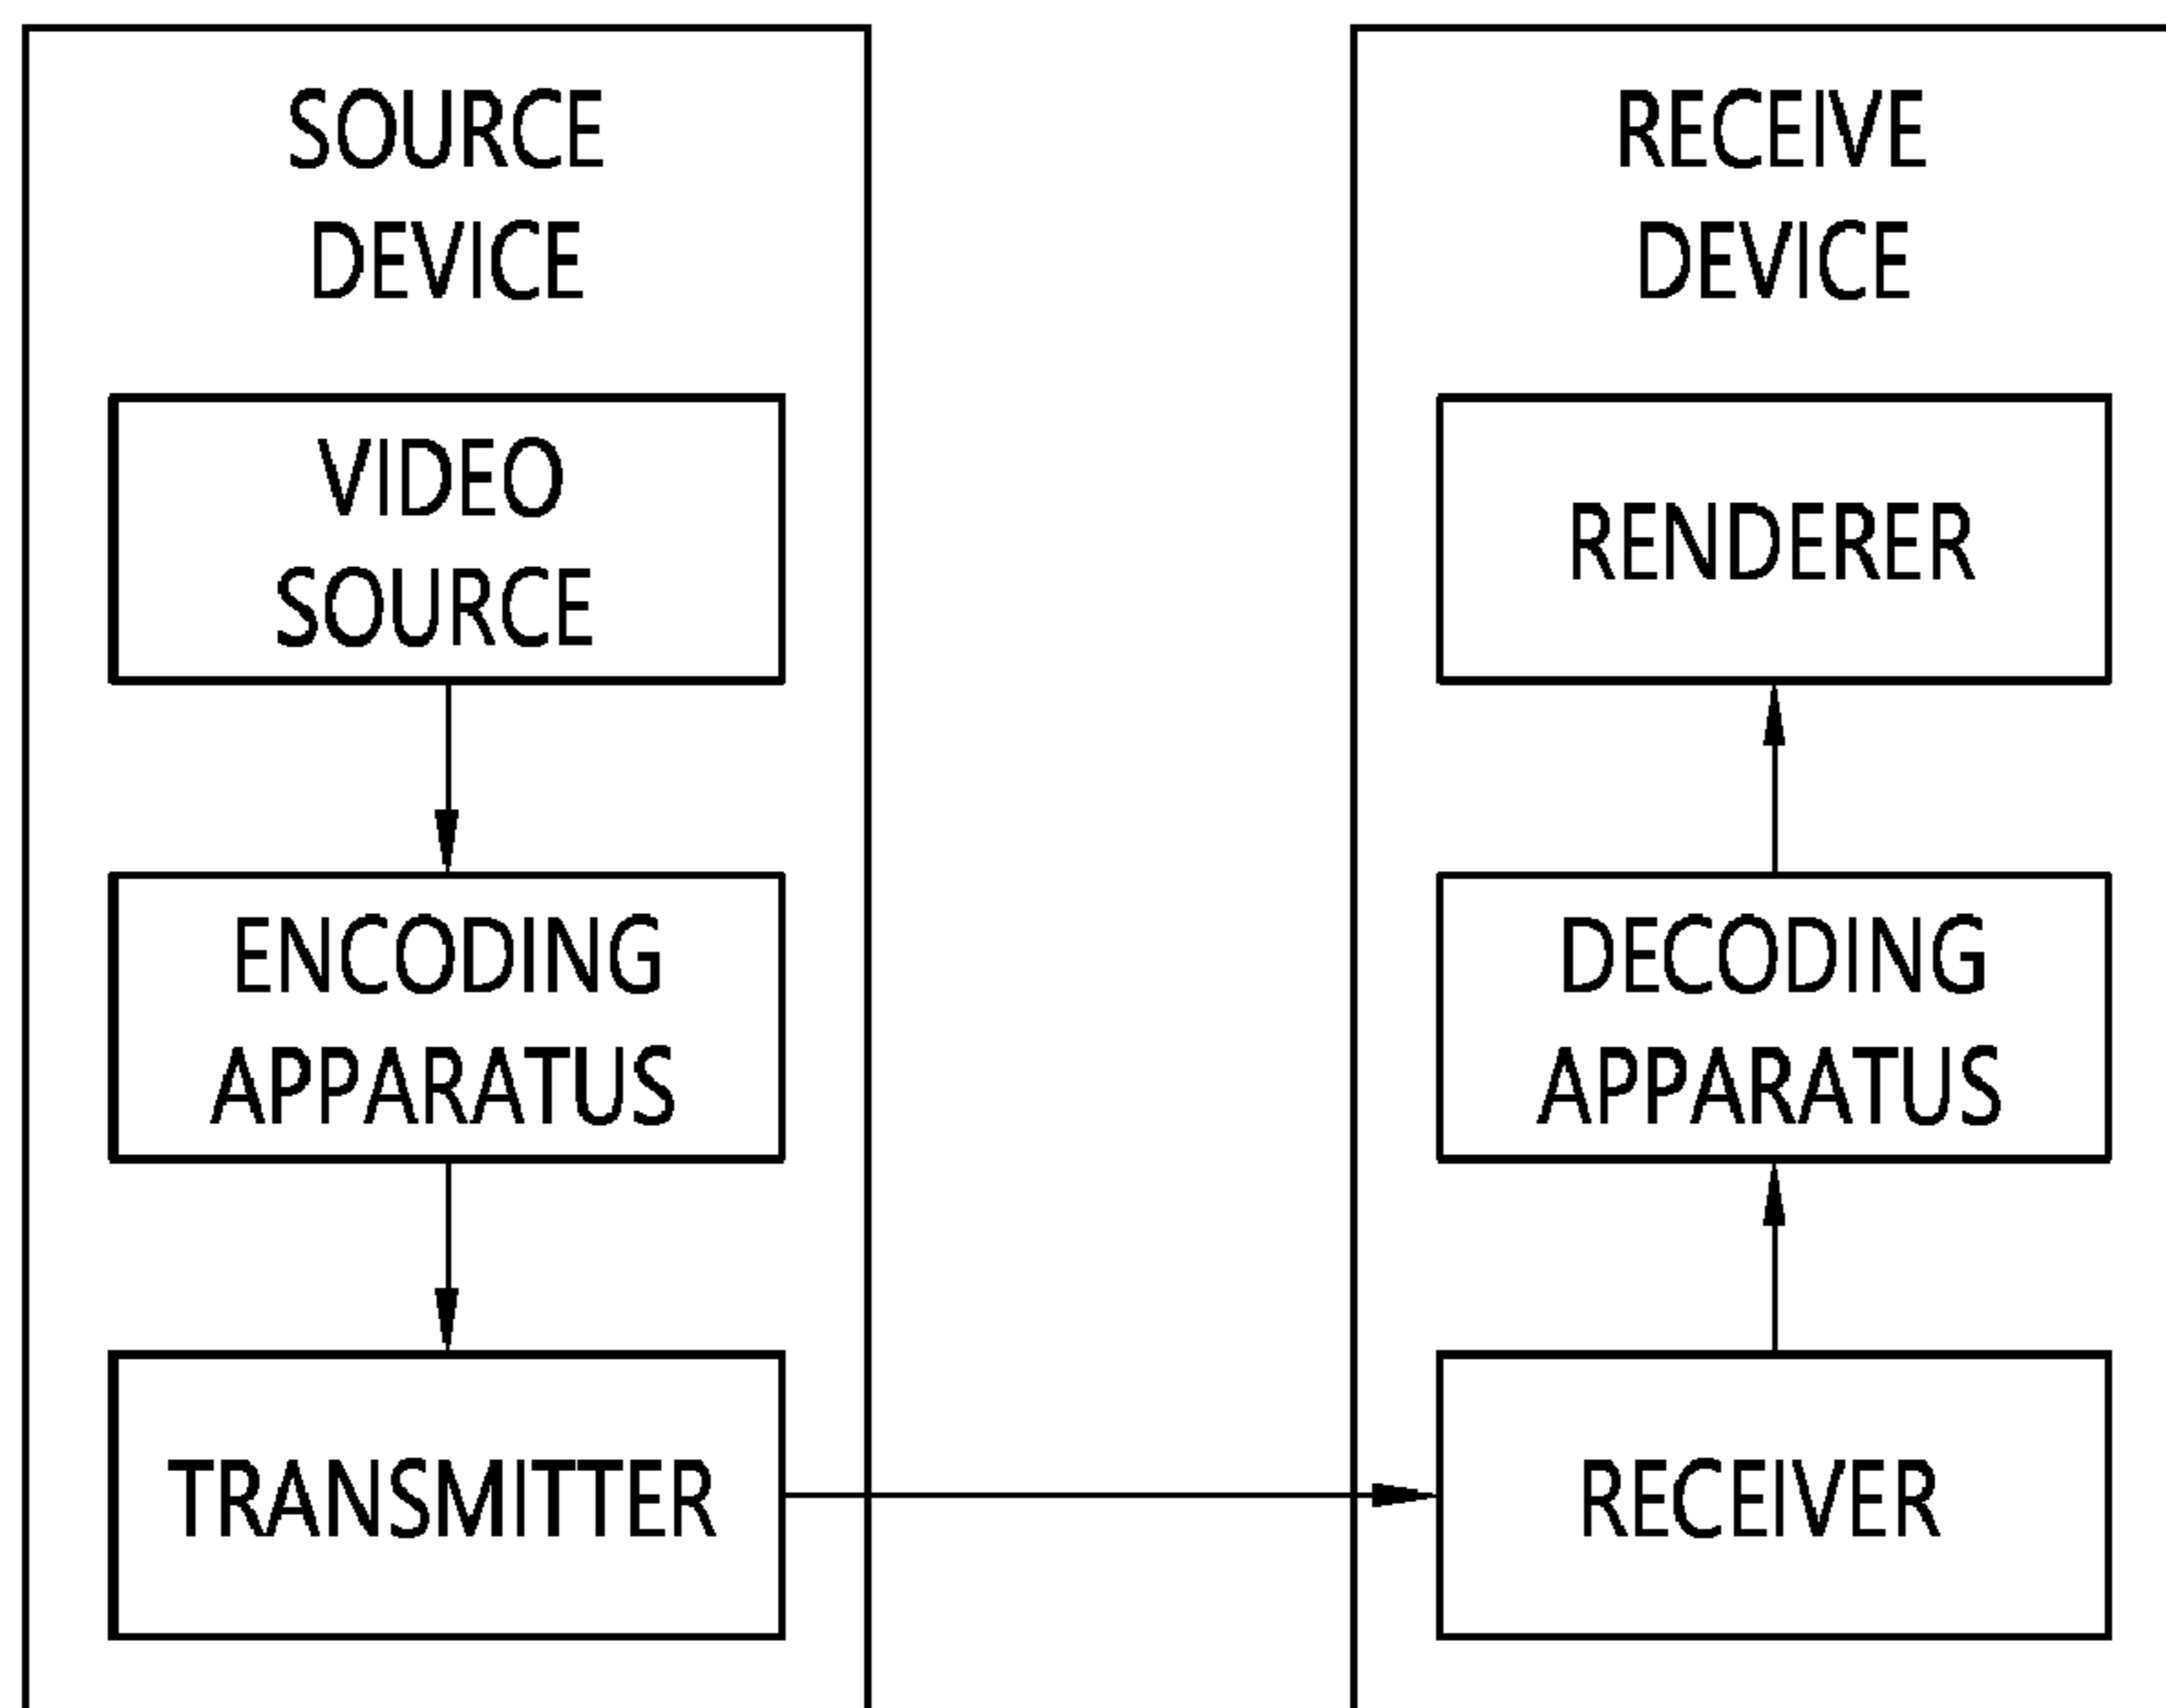 SOURCE
DEVICE
VIDEO
SOURCE
ENCODING
APPARATUS
TRANSMITTER
RECEIVE
DEVICE
RENDERER
DECODING
APPARATUS
RECEIVER